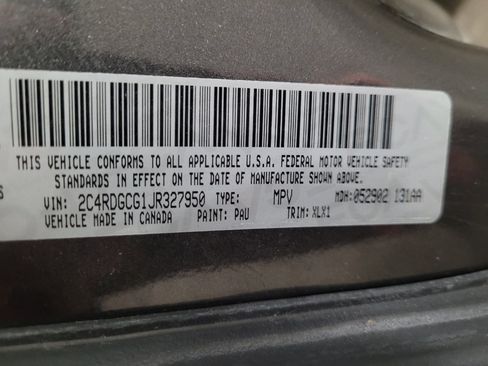 THIS VEHICLE CONFORMS TO ALL APPLICABLE U.S.A. FEDERAL MOTOR VEHICLE SAFETY
STANDARDS IN EFFECT ON THE DATE OF MANUFACTURE SHOWN ABOVE.
VIN: 2C4RDGCG1JR327950 TYPE: MPV MDH: 052902 131AA
VEHICLE MADE IN CANADA PAINT: PAU TRIM: XLX1